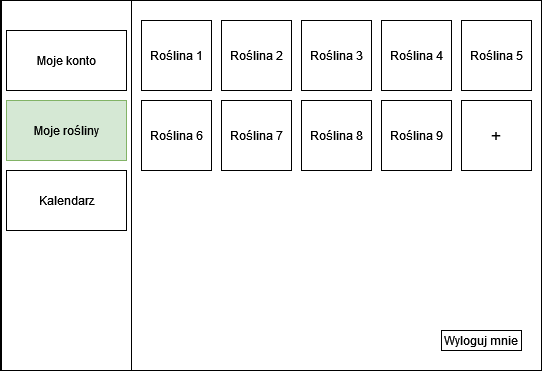 Moje konto
Moje rośliny
Kalendarz
Roślina 1
Roślina 2
Roślina 3
Roślina 4
Roślina 5
Roślina 6
Roślina 7
Roślina 8
Roślina 9
+
Wyloguj mnie